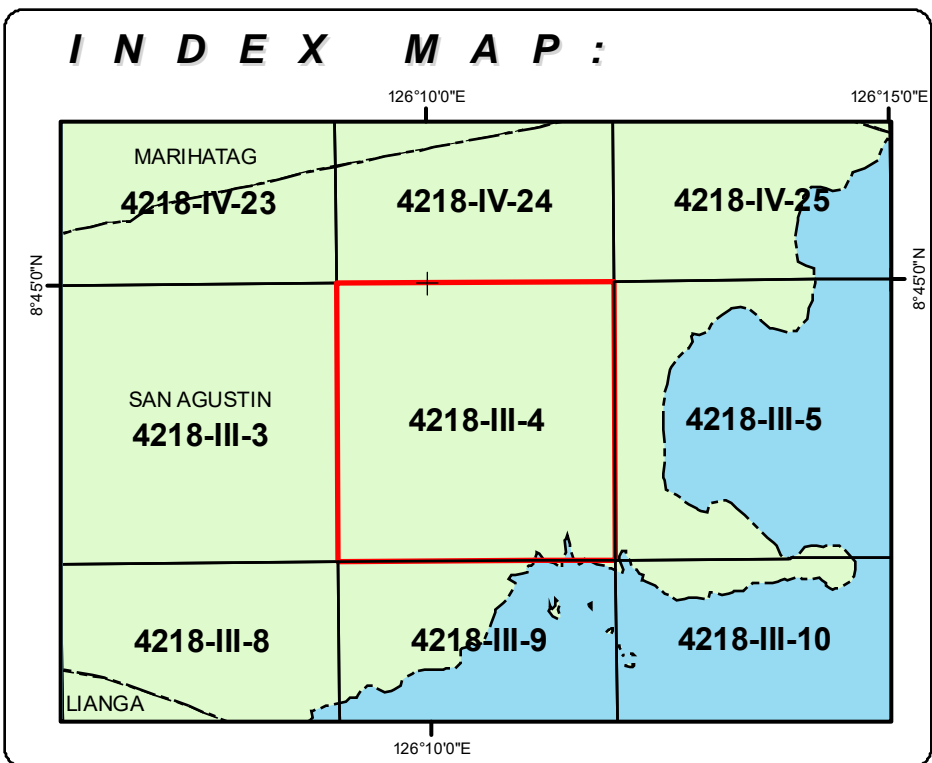 INDEX MAP:
126°10'0"E
126°15'0"E
MARIHATAG
4218-IV-23
4218-IV-24
4218-IV-25
8°45'0"N
8°45'0"N
SAN AGUSTIN
4218-III-3
4218-III-4
4218-III-5
4218-III-8
4218-III-9
4218-III-10
LIANGA
126°10'0"E